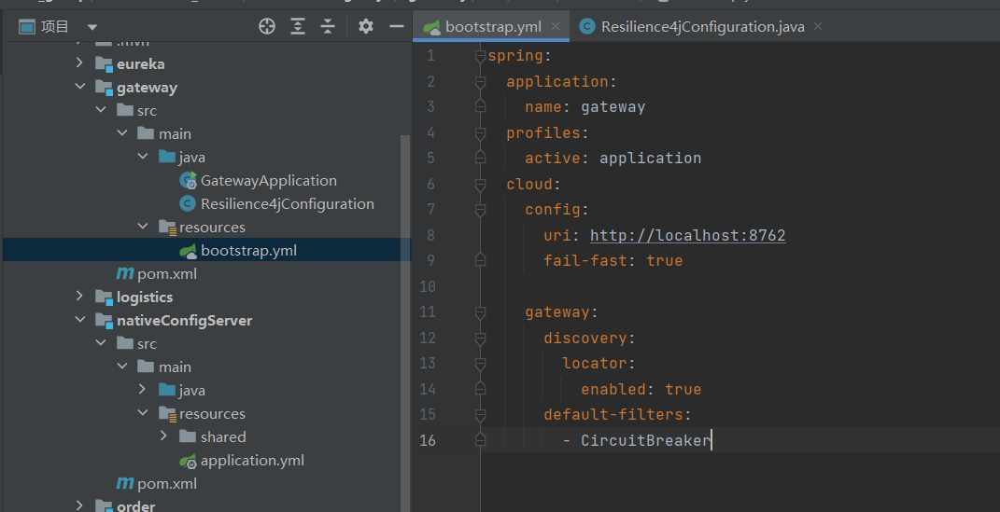 项目
bootstrap.yml
Resilience4jConfiguration.java
.mvn
eureka
gateway
src
main
java
GatewayApplication
Resilience4jConfiguration
resources
bootstrap.yml
pom.xml
logistics
nativeConfigServer
src
main
java
resources
shared
application.yml
pom.xml
order
1 spring:
2 application:
3 name: gateway
4 profiles:
5 active: application
6 cloud:
7 config:
8 uri: http://localhost:8762
9 fail-fast: true
10
11 gateway:
12 discovery:
13 locator:
14 enabled: true
15 default-filters:
16 - CircuitBreaker